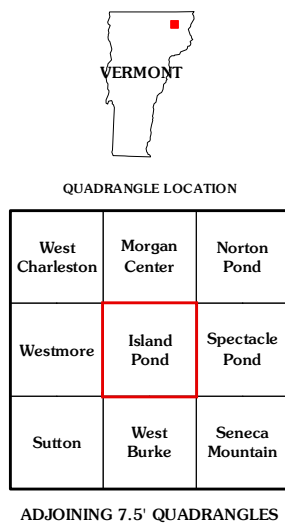 VERMONT
QUADRANGLE LOCATION
West
Charleston
Morgan
Center
Norton
Pond
Westmore
Island
Pond
Spectacle
Pond
Sutton
West
Burke
Seneca
Mountain
ADJOINING 7.5' QUADRANGLES